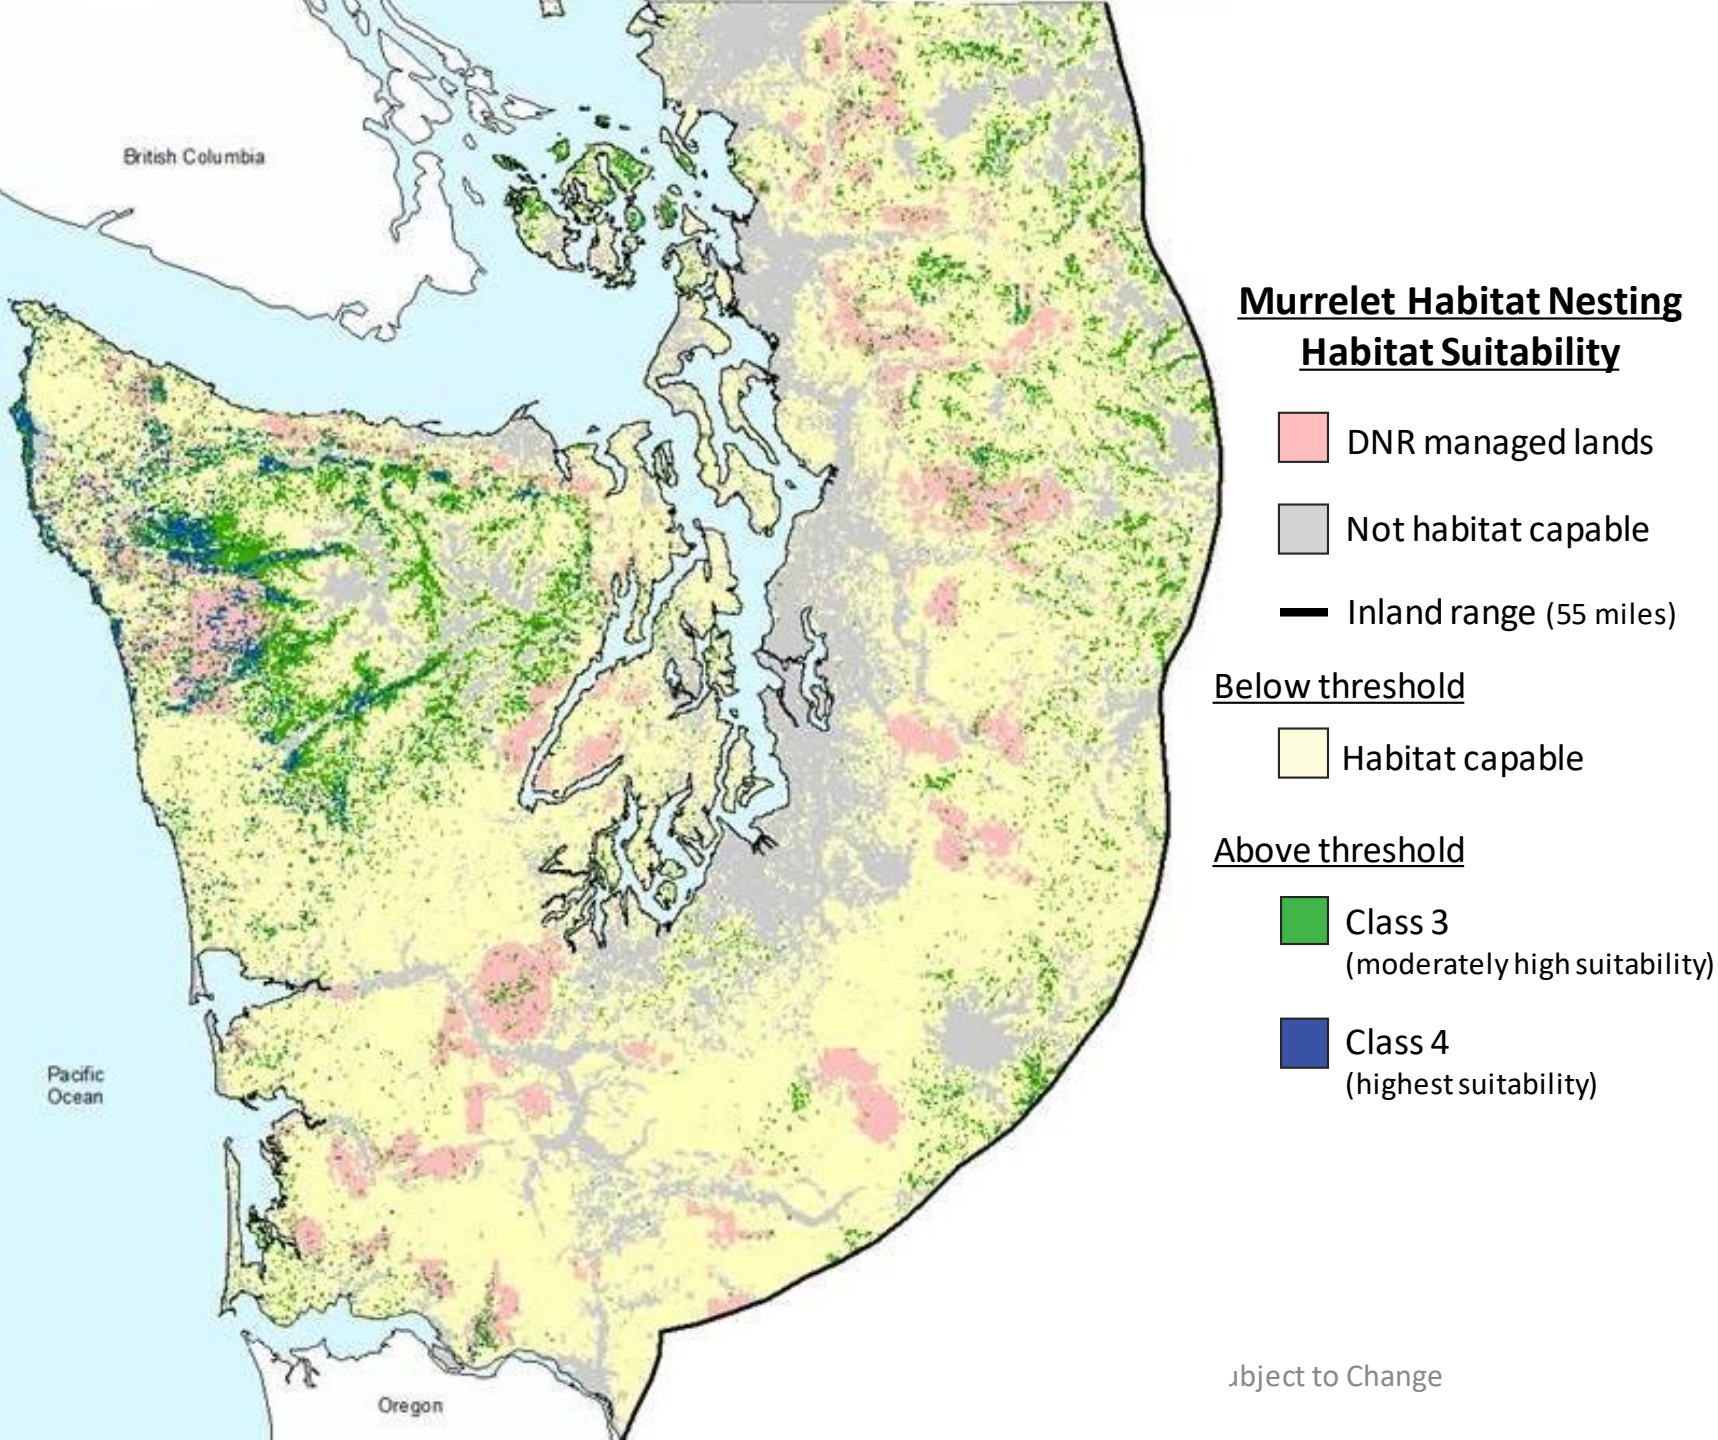 British Columbia
Murrelet Habitat Nesting
Habitat Suitability
DNR managed lands
Not habitat capable
Inland range (55 miles)
Below threshold
Habitat capable
Above threshold
Class 3
(moderately high suitability)
Class 4
(highest suitability)
Pacific
Ocean
Oregon
to Change